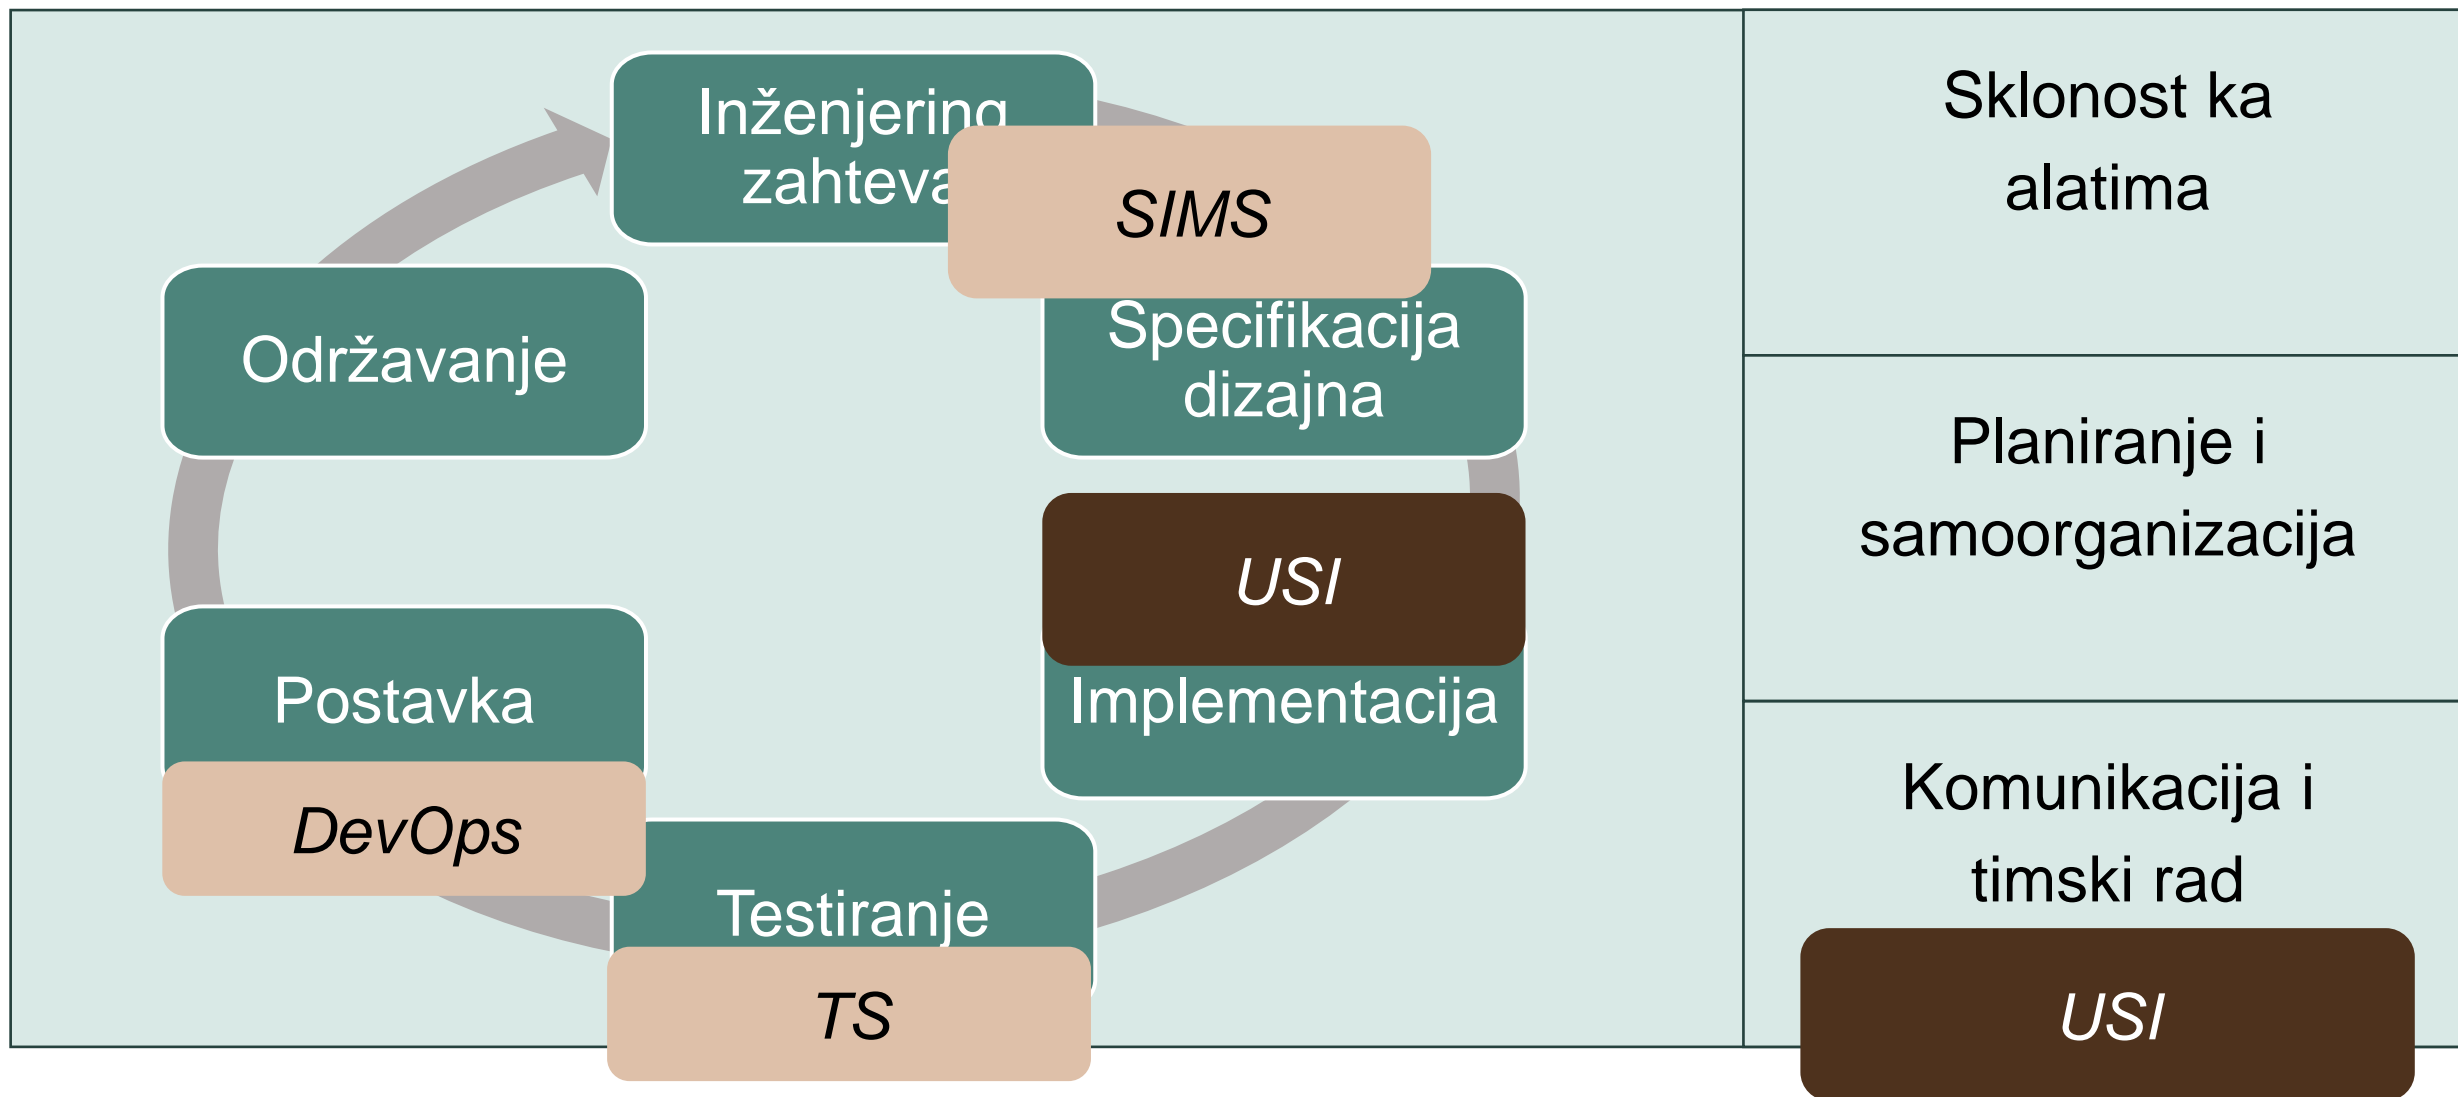 Inženjering
zahteva
SIMS
Specifikacija
dizajna
USI
Implementacija
Testiranje
TS
Postavka
DevOps
Održavanje
Sklonost ka
alatima
Planiranje i
samoorganizacija
Komunikacija i
timski rad
USI